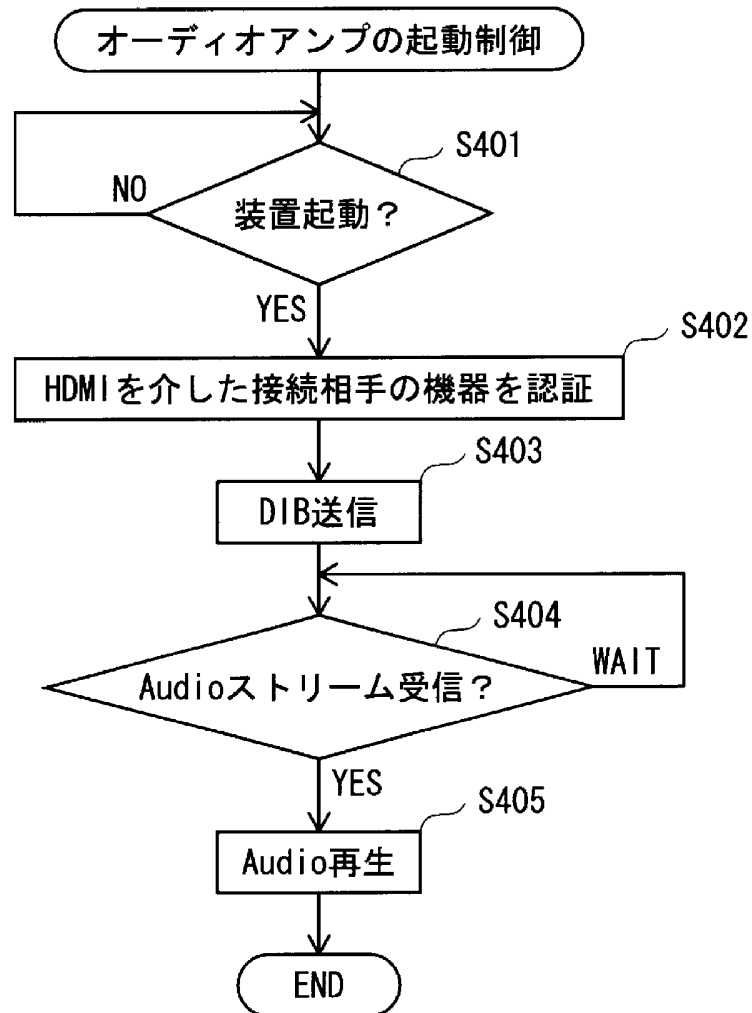 オーディオアンプの起動制御
S401
NO
装置起動？
YES
S402
HDMIを介した接続相手の機器を認証
S403
DIB送信
S404
WAIT
Audioストリーム受信？
YES
S405
Audio再生
END